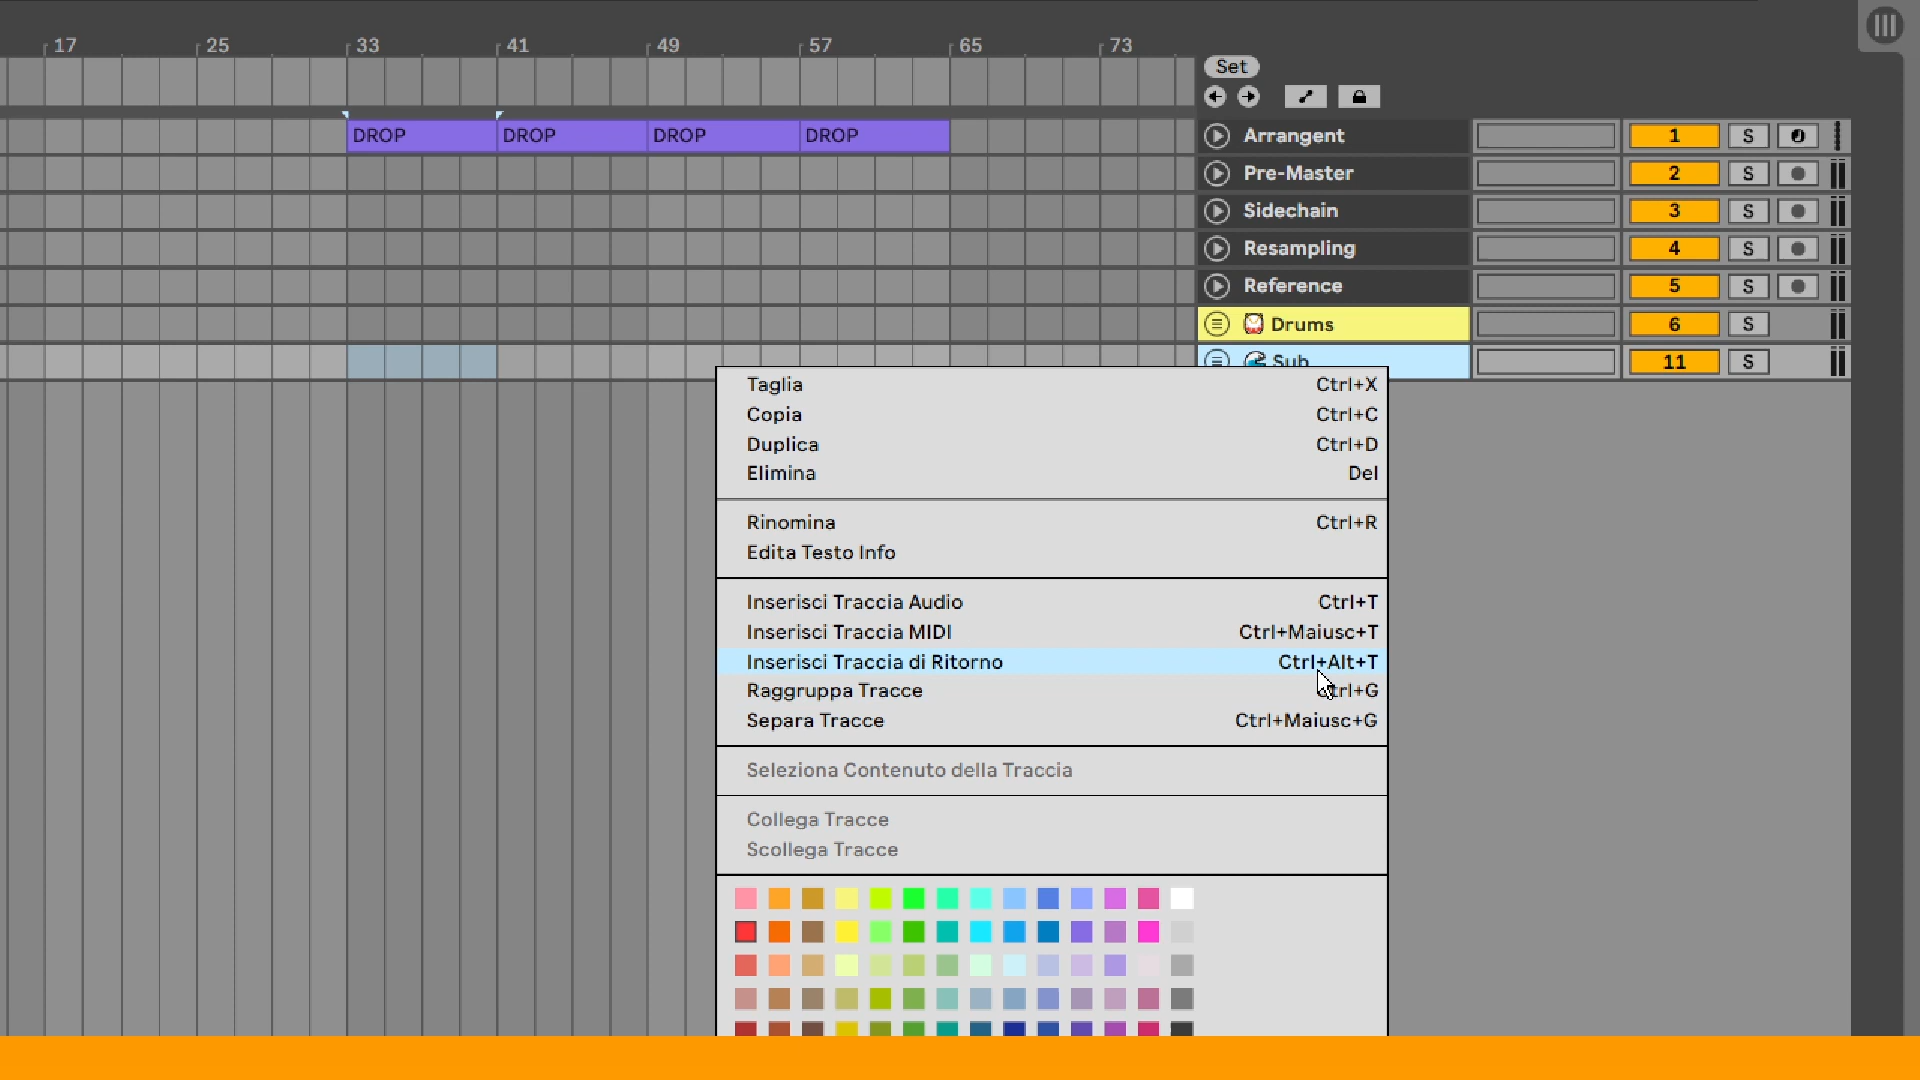 17 25 33 41 49 57 65 73
Set
DROP DROP DROP DROP
Arrangent 1 S
Pre-Master 2 S
Sidechain 3 S
Resampling 4 S
Reference 5 S
Drums 6 S
Sub 11 S
Taglia Ctrl+X
Copia Ctrl+C
Duplica Ctrl+D
Elimina Del
Rinomina Ctrl+R
Edita Testo Info
Inserisci Traccia Audio Ctrl+T
Inserisci Traccia MIDI Ctrl+Maiusc+T
Inserisci Traccia di Ritorno Ctrl+Alt+T
Raggruppa Tracce Ctrl+G
Separa Tracce Ctrl+Maiusc+G
Seleziona Contenuto della Traccia
Collega Tracce
Scollega Tracce